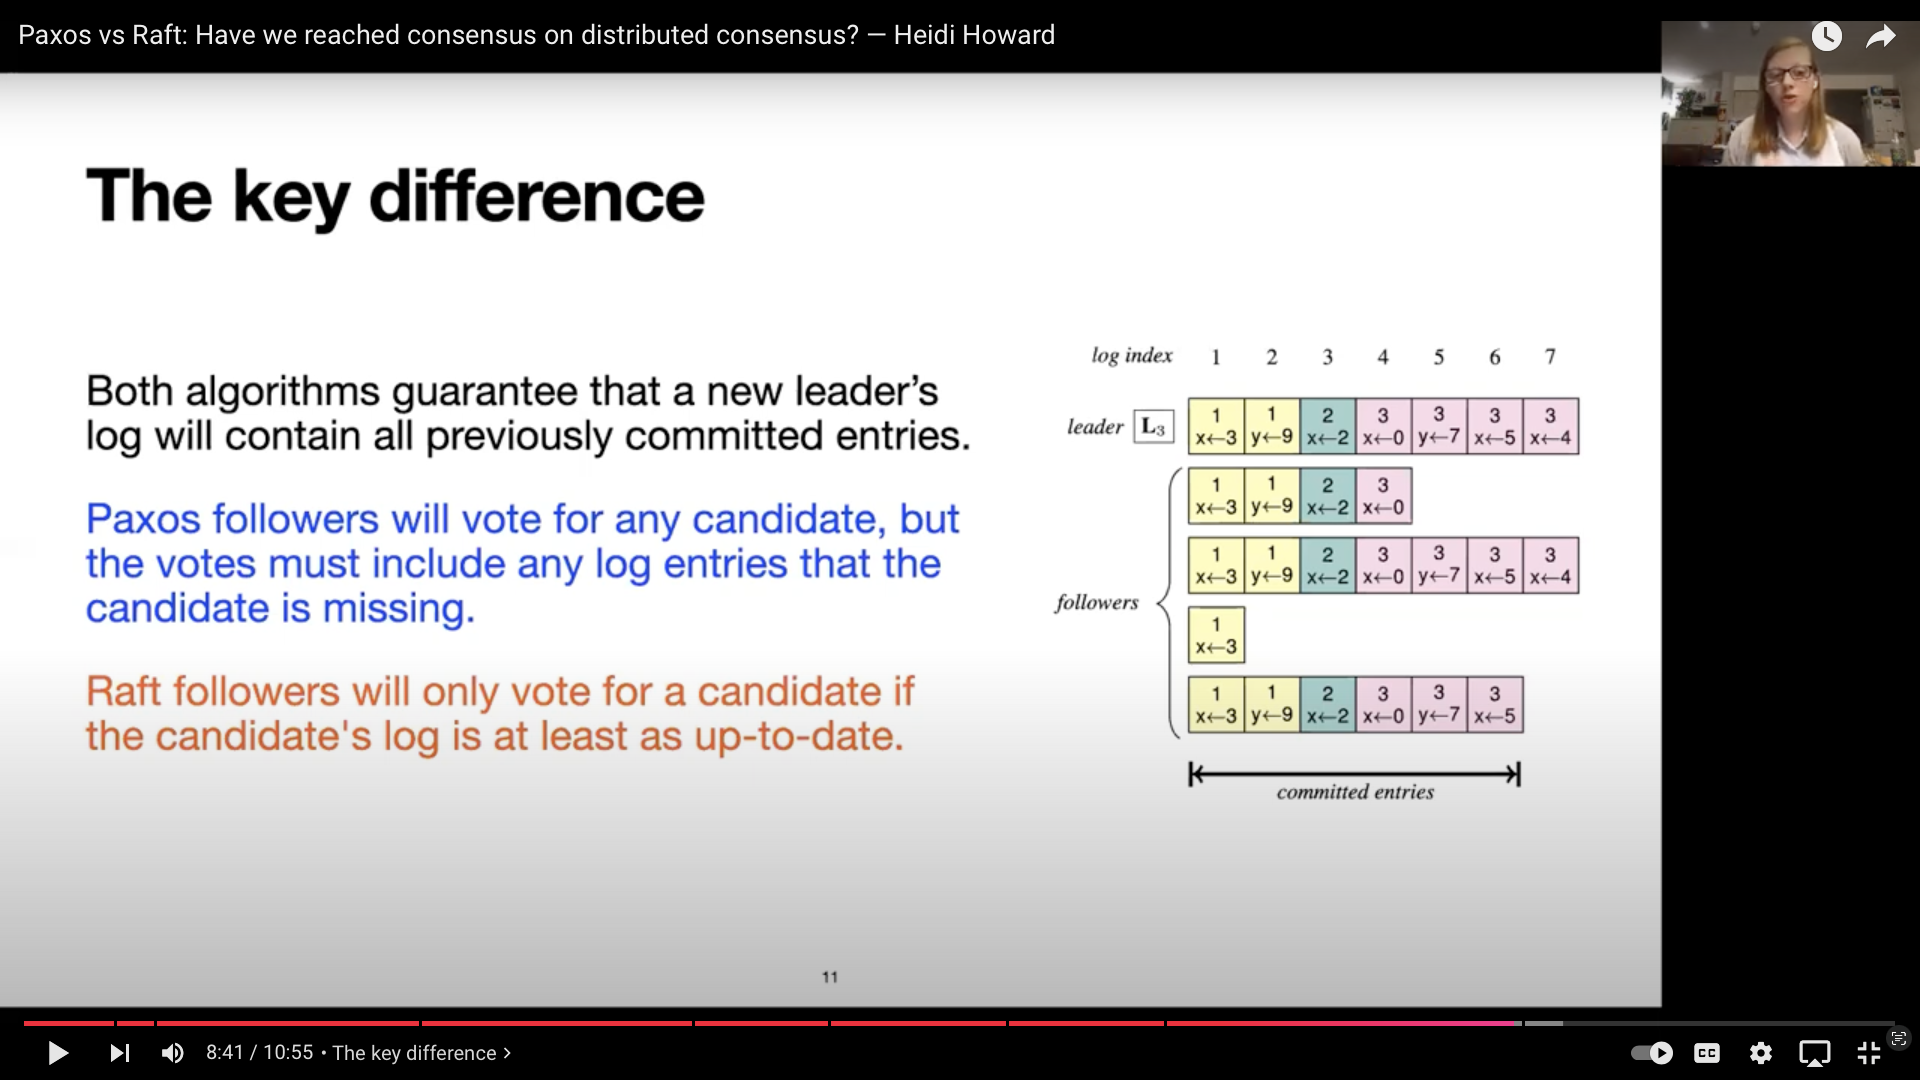 Paxos vs Raft: Have we reached consensus on distributed consensus? — Heidi Howard
The key difference
Both algorithms guarantee that a new leader's
log will contain all previously committed entries.
Paxos followers will vote for any candidate, but
the votes must include any log entries that the
candidate is missing.
Raft followers will only vote for a candidate if
the candidate's log is at least as up-to-date.
log index 1 2 3 4 5 6 7
leader L3
1 1 2 3 3 3 3
x←3 y←9 x←2 x←0 y←7 x←5 x←4
1 1 2 3
x←3 y←9 x←2 x←0
1 1 2 3 3 3 3
x←3 y←9 x←2 x←0 y←7 x←5 x←4
followers
1
x←3
1 1 2 3 3 3
x←3 y←9 x←2 x←0 y←7 x←5
committed entries
11
8:41 / 10:55 • The key difference ›
CC